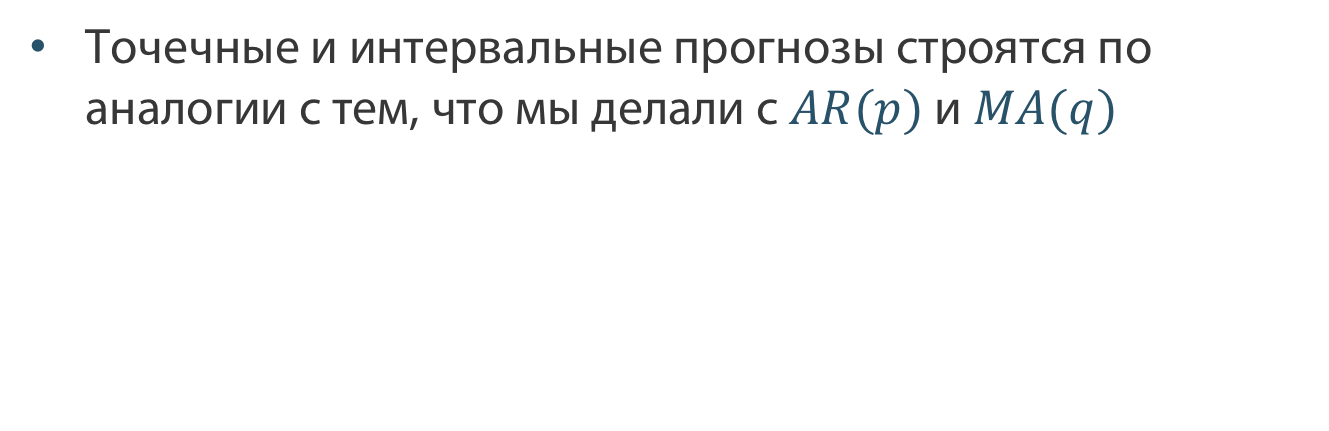 • Точечные и интервальные прогнозы строятся по
аналогии с тем, что мы делали с AR(p) и MA(q)